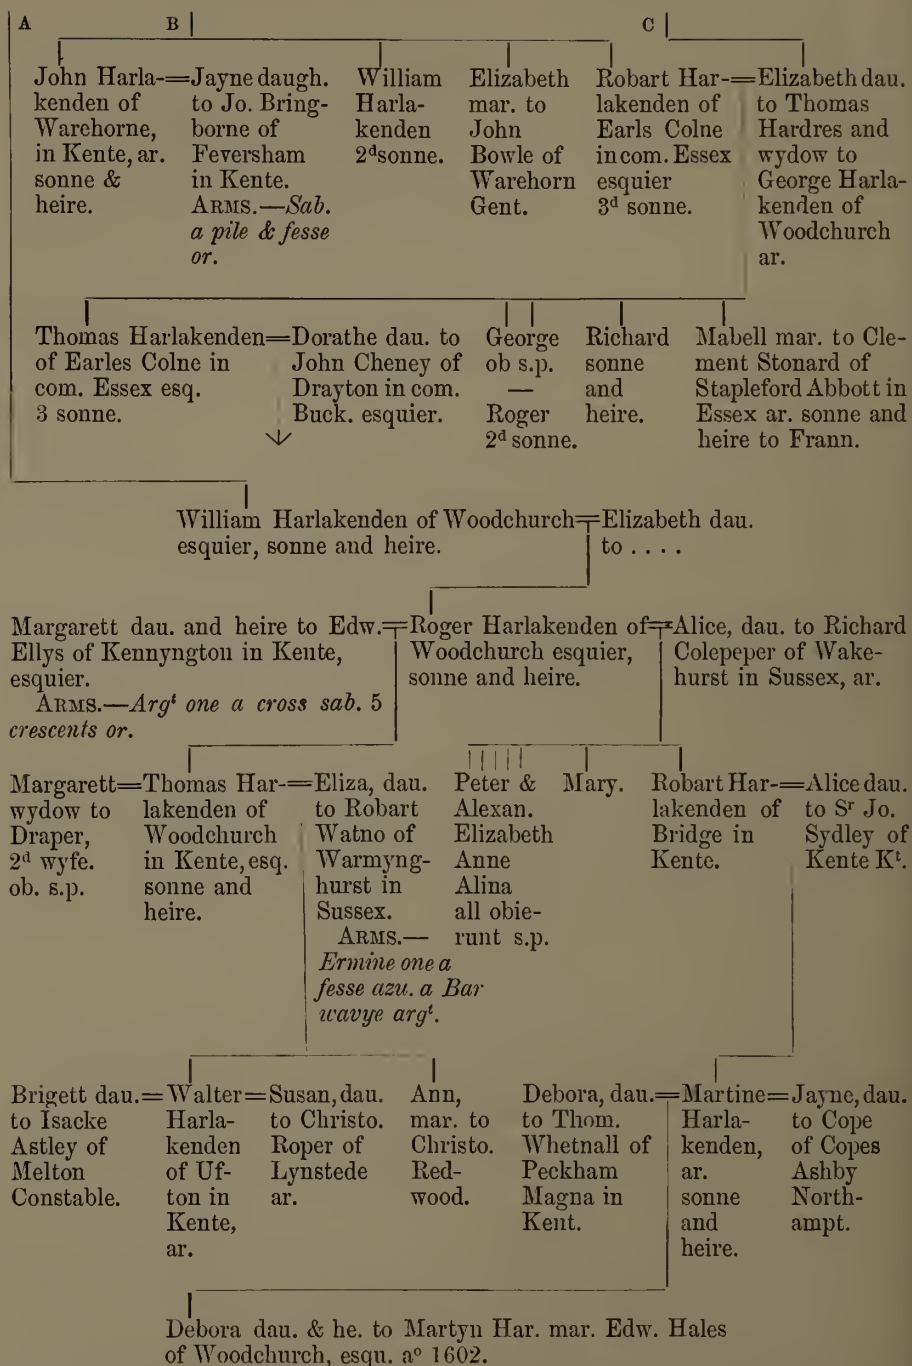 A B C
John Harla-
kenden of
Warehorne,
in Kente, ar.
sonne &
heire.
Jayne daugh.
to Jo. Bring-
borne of
Feversham
in Kente.
ARMS.—Sab.
a pile & fesse
or.
William
Harla-
kenden
2d sonne.
Elizabeth
mar. to
John
Bowle of
Warehorn
Gent.
Robart Har-
lakenden of
Earls Colne
in com. Essex
esquier
3d sonne.
Elizabeth dau.
to Thomas
Hardres and
wydow to
George Harla-
kenden of
Woodchurch
ar.
Thomas Harlakenden
of Earles Colne in
com. Essex esq.
3 sonne.
Dorathe dau. to
John Cheney of
Drayton in com.
Buck. esquier.
George
ob s.p.
—
Roger
2d sonne.
Richard
sonne
and
heire.
Mabell mar. to Cle-
ment Stonard of
Stapleford Abbott in
Essex ar. sonne and
heire to Frann.
William Harlakenden of Woodchurch
esquier, sonne and heire.
Elizabeth dau.
to . . . .
Margarett dau. and heire to Edw.
Ellys of Kennyngton in Kente,
esquier.
ARMS.—Argt one a cross sab. 5
crescents or.
Roger Harlakenden of
Woodchurch esquier,
sonne and heire.
Alice, dau. to Richard
Colepeper of Wake-
hurst in Sussex, ar.
Margarett
wydow to
Draper,
2d wyfe.
ob. s.p.
Thomas Har-
lakenden of
Woodchurch
in Kente, esq.
sonne and
heire.
Eliza, dau.
to Robart
Watno of
Warmyng-
hurst in
Sussex.
ARMS.—
Ermine one a
fesse azu. a Bar
wavye argt.
Peter &
Alexan.
Elizabeth
Anne
Alina
all obie-
runt s.p.
Mary.
Robart Har-
lakenden of
Bridge in
Kente.
Alice dau.
to Sr Jo.
Sydley of
Kente Kt.
Brigett dau.
to Isacke
Astley of
Melton
Constable.
Walter
Harla-
kenden
of Uf-
ton in
Kente,
ar.
Susan, dau.
to Christo.
Roper of
Lynstede
ar.
Ann,
mar. to
Christo.
Red-
wood.
Debora, dau.
to Thom.
Whetnall of
Peckham
Magna in
Kent.
Martine
Harla-
kenden,
ar.
sonne
and
heire.
Jayne, dau.
to Cope
of Copes
Ashby
North-
ampt.
Debora dau. & he. to Martyn Har. mar. Edw. Hales
of Woodchurch, esqu. ao 1602.